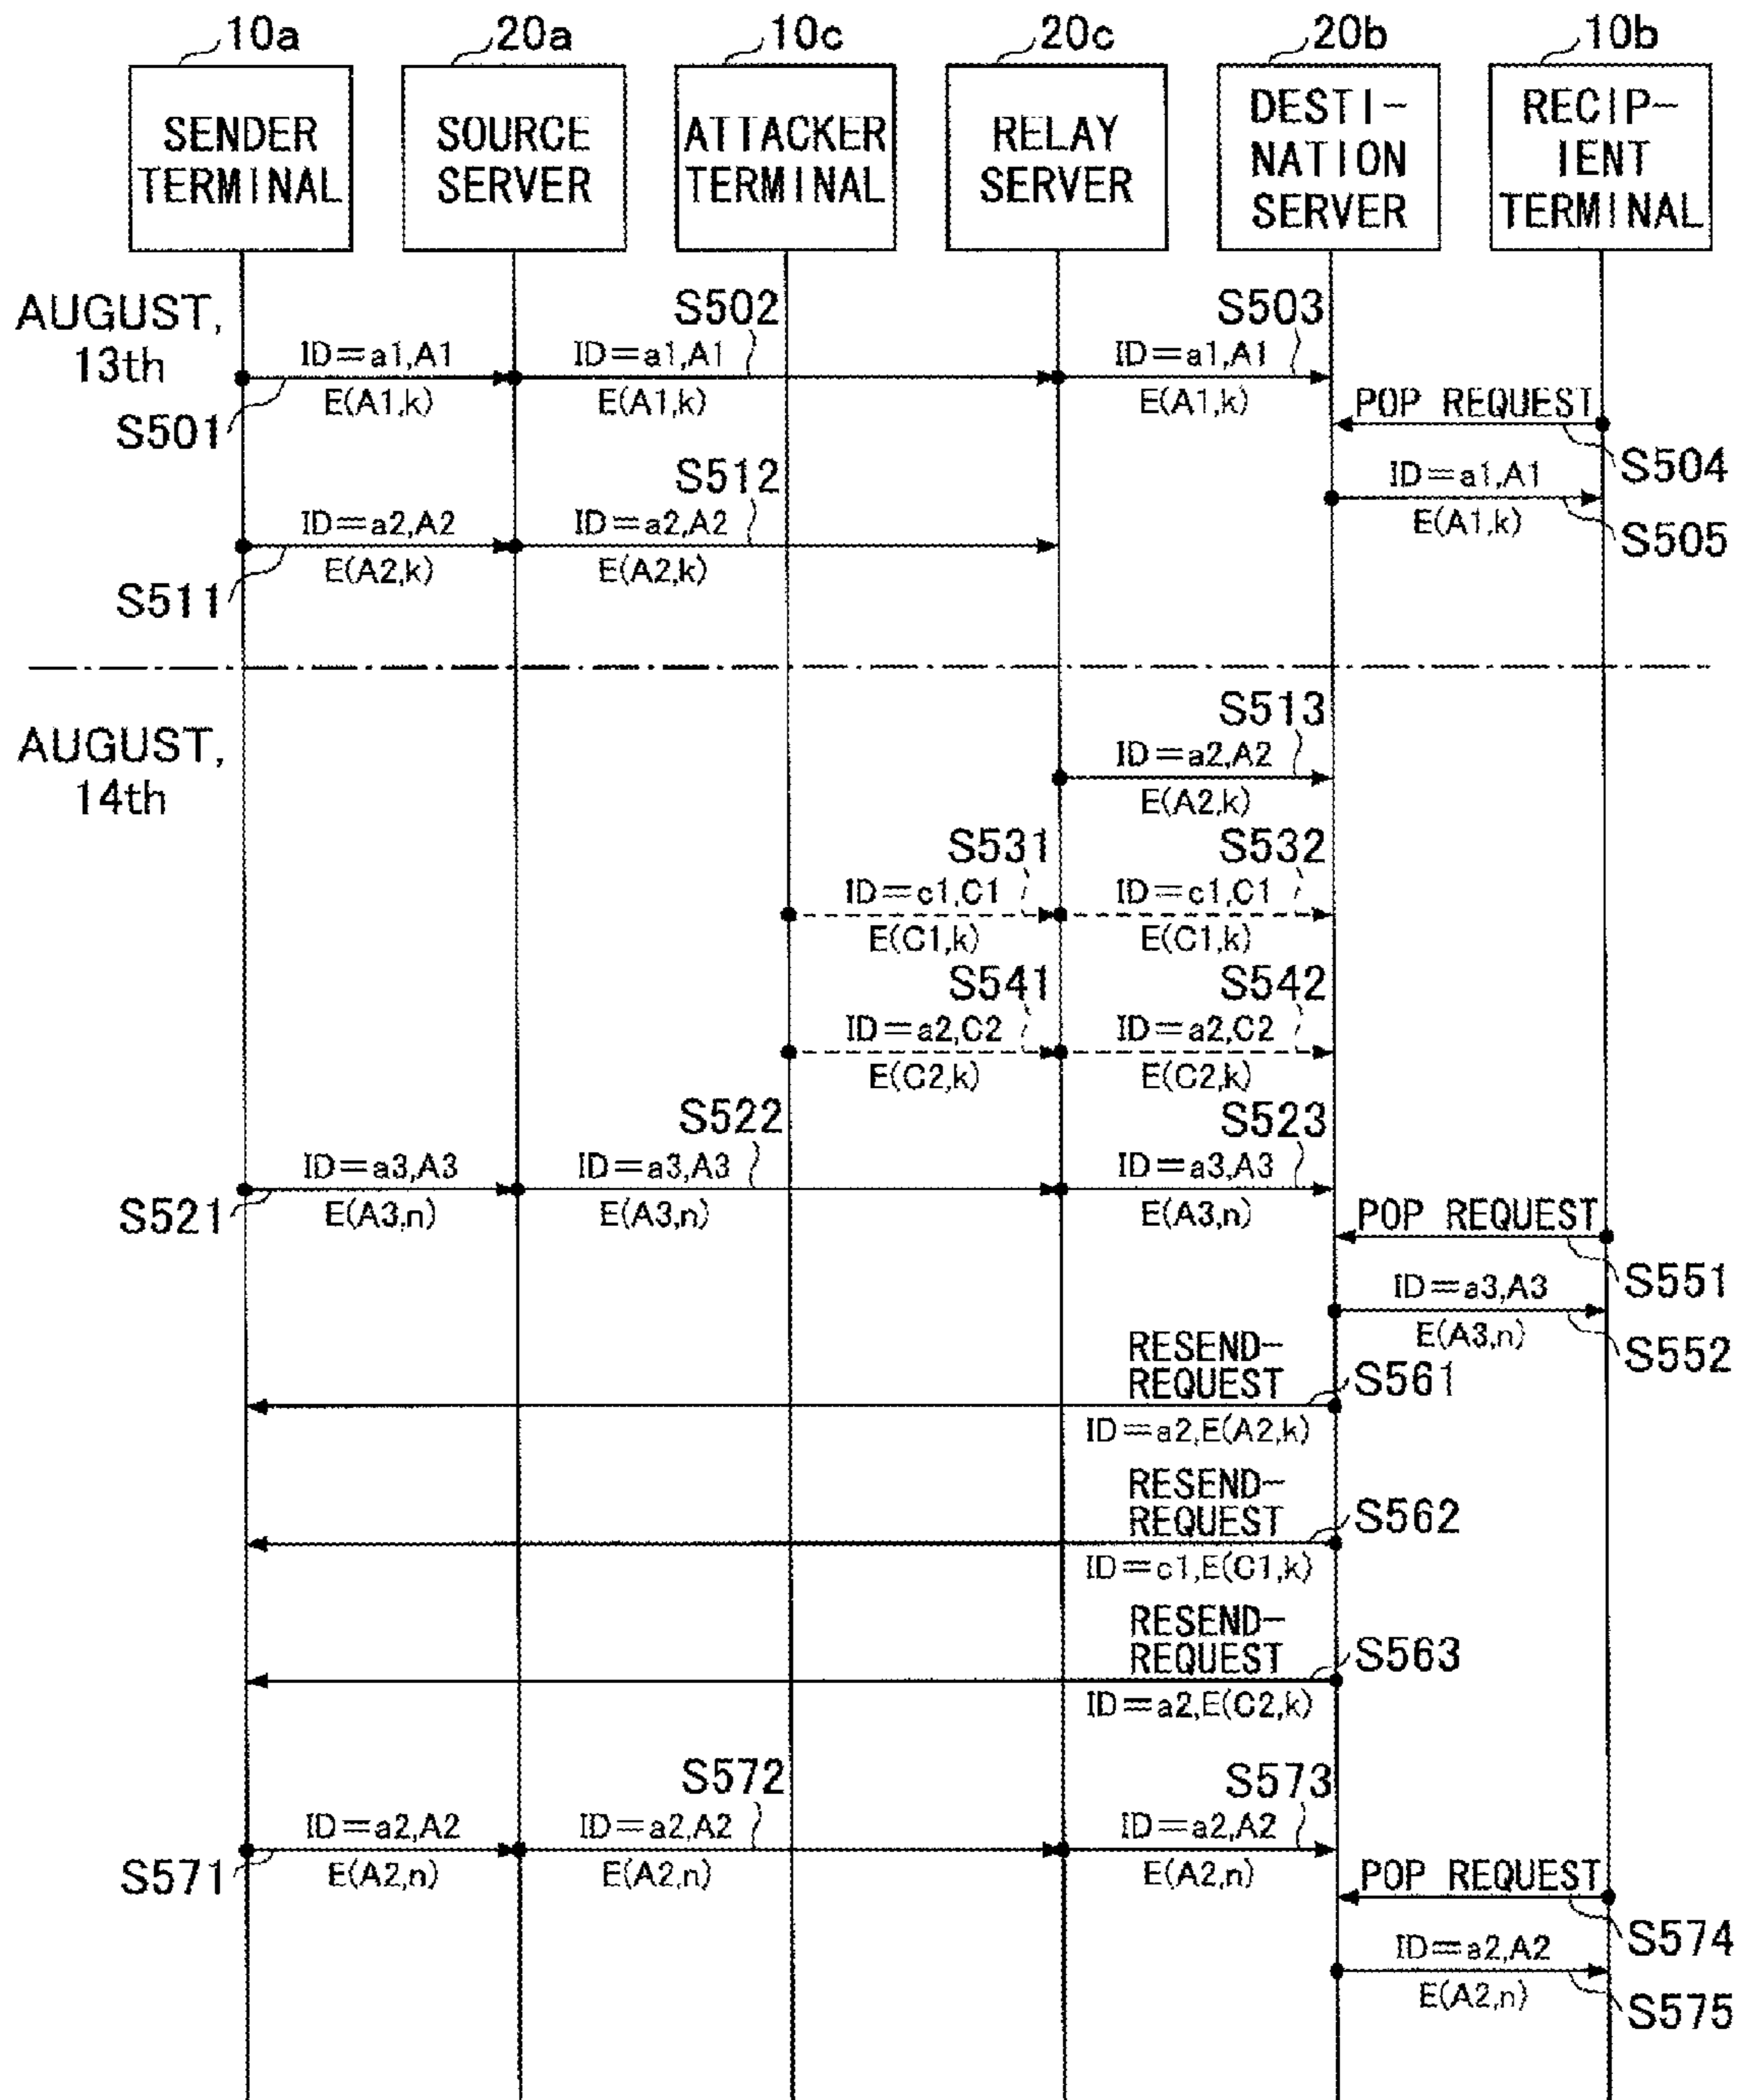 10a
20a
10c
20c
20b
10b
SENDER
TERMINAL
SOURCE
SERVER
ATTACKER
TERMINAL
RELAY
SERVER
DESTI-
NATION
SERVER
RECIP-
IENT
TERMINAL
AUGUST,
13th
S502
S503
ID=a1,A1
ID=a1,A1
ID=a1,A1
E(A1,k)
E(A1,k)
E(A1,k)
S501
POP REQUEST
S504
S512
ID=a1,A1
E(A1,k)
S505
ID=a2,A2
ID=a2,A2
E(A2,k)
E(A2,k)
S511
AUGUST,
14th
S513
ID=a2,A2
E(A2,k)
S531
S532
ID=c1,C1
ID=c1,C1
E(C1,k)
E(C1,k)
S541
S542
ID=a2,C2
ID=a2,C2
E(C2,k)
E(C2,k)
S522
S523
ID=a3,A3
ID=a3,A3
ID=a3,A3
E(A3,n)
E(A3,n)
E(A3,n)
S521
POP REQUEST
S551
ID=a3,A3
E(A3,n)
S552
RESEND-
REQUEST
S561
ID=a2,E(A2,k)
RESEND-
REQUEST
S562
ID=c1,E(C1,k)
RESEND-
REQUEST
S563
ID=a2,E(C2,k)
S572
S573
ID=a2,A2
ID=a2,A2
ID=a2,A2
E(A2,n)
E(A2,n)
E(A2,n)
S571
POP REQUEST
S574
ID=a2,A2
E(A2,n)
S575